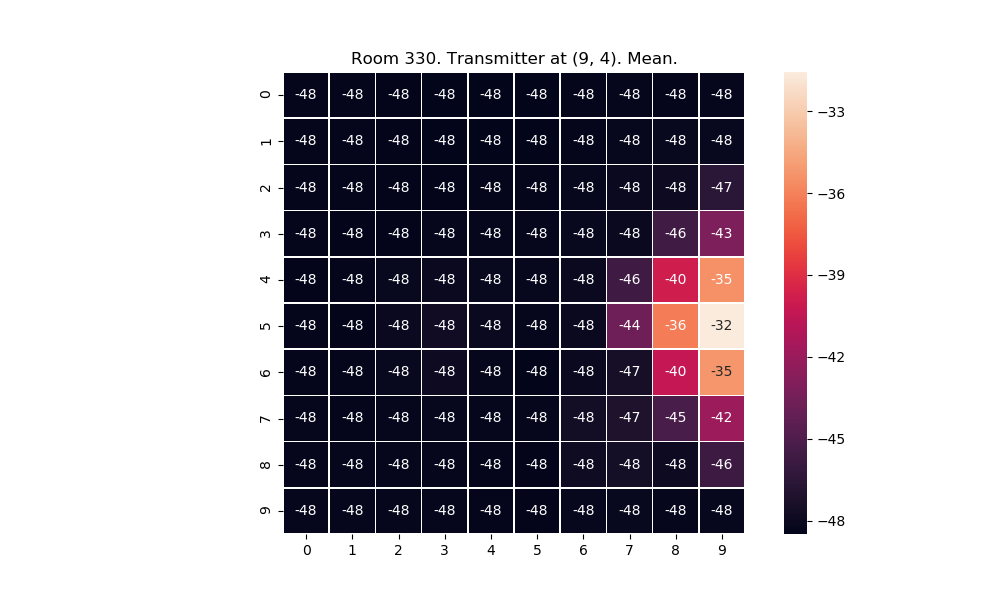 Room 330. Transmitter at (9, 4). Mean.
0 -48 -48 -48 -48 -48 -48 -48 -48 -48 -48
1 -48 -48 -48 -48 -48 -48 -48 -48 -48 -48
2 -48 -48 -48 -48 -48 -48 -48 -48 -48 -47
3 -48 -48 -48 -48 -48 -48 -48 -48 -46 -43
4 -48 -48 -48 -48 -48 -48 -48 -46 -40 -35
5 -48 -48 -48 -48 -48 -48 -48 -44 -36 -32
6 -48 -48 -48 -48 -48 -48 -48 -47 -40 -35
7 -48 -48 -48 -48 -48 -48 -48 -47 -45 -42
8 -48 -48 -48 -48 -48 -48 -48 -48 -48 -46
9 -48 -48 -48 -48 -48 -48 -48 -48 -48 -48
0 1 2 3 4 5 6 7 8 9
−33
−36
−39
−42
−45
−48